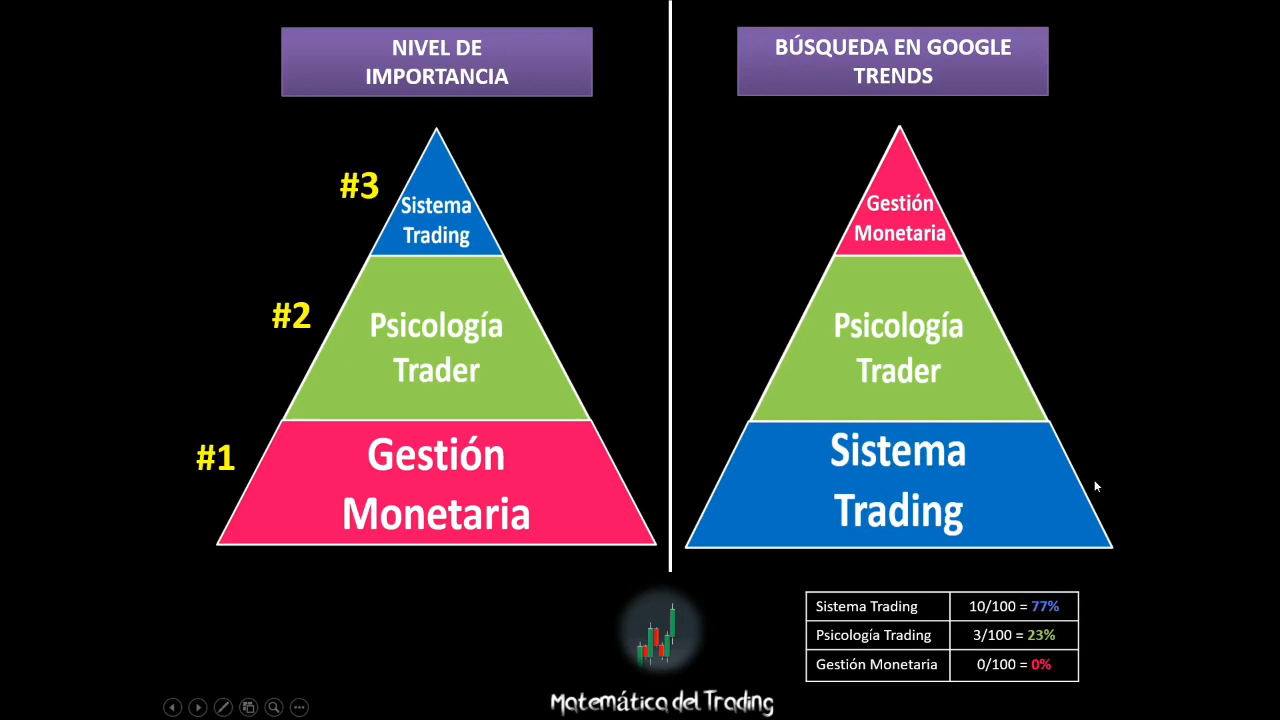 NIVEL DE
IMPORTANCIA
#3
Sistema
Trading
#2
Psicología
Trader
#1
Gestión
Monetaria
BÚSQUEDA EN GOOGLE
TRENDS
Gestión
Monetaria
Psicología
Trader
Sistema
Trading
Sistema Trading 10/100 = 77%
Psicología Trading 3/100 = 23%
Gestión Monetaria 0/100 = 0%
Matemática del Trading